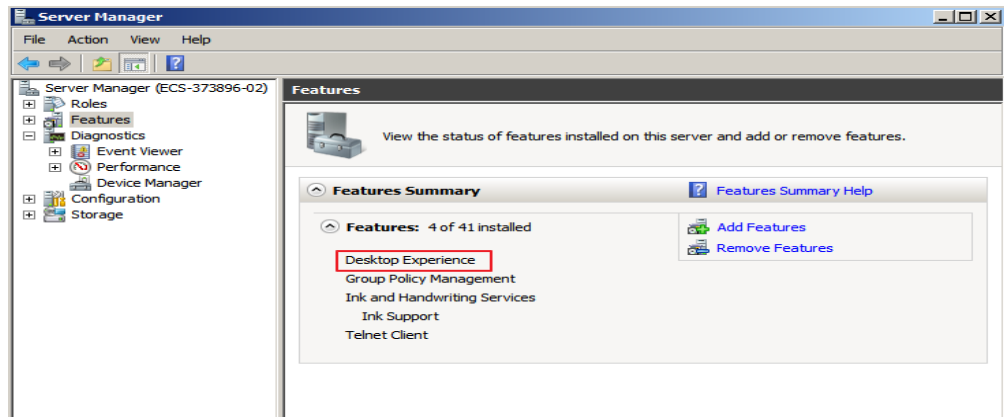 Server Manager
File Action View Help
Server Manager (ECS-373896-02)
Roles
Features
Diagnostics
Event Viewer
Performance
Device Manager
Configuration
Storage
Features
View the status of features installed on this server and add or remove features.
Features Summary
Features Summary Help
Features: 4 of 41 installed
Add Features
Remove Features
Desktop Experience
Group Policy Management
Ink and Handwriting Services
Ink Support
Telnet Client